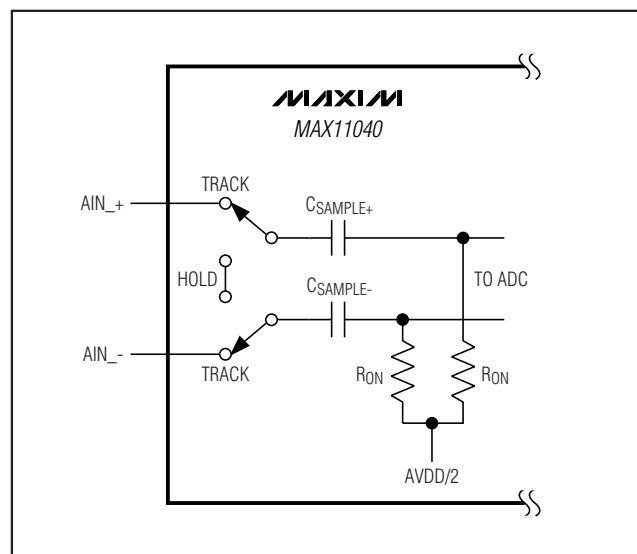 MAXIM
MAX11040
TRACK
AIN_+
CSAMPLE+
HOLD
TO ADC
CSAMPLE-
AIN_-
TRACK
RON
RON
AVDD/2